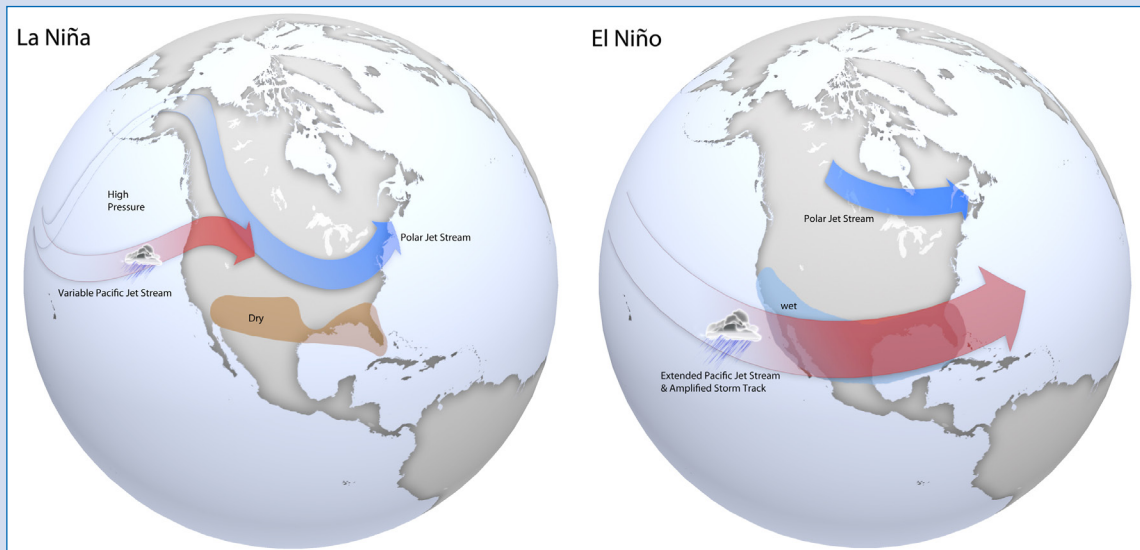 La Niña
High
Pressure
Polar Jet Stream
Variable Pacific Jet Stream
Dry
El Niño
Polar Jet Stream
wet
Extended Pacific Jet Stream
& Amplified Storm Track